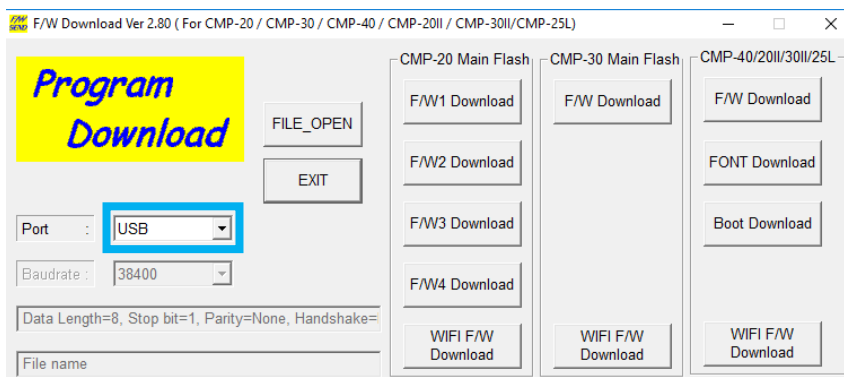 F/W SEND F/W Download Ver 2.80 ( For CMP-20 / CMP-30 / CMP-40 / CMP-20II / CMP-30II/CMP-25L)
Program
Download
FILE_OPEN
EXIT
Port :
USB
Baudrate :
38400
Data Length=8, Stop bit=1, Parity=None, Handshake=
File name
CMP-20 Main Flash
F/W1 Download
F/W2 Download
F/W3 Download
F/W4 Download
WIFI F/W
Download
CMP-30 Main Flash
F/W Download
WIFI F/W
Download
CMP-40/20II/30II/25L
F/W Download
FONT Download
Boot Download
WIFI F/W
Download